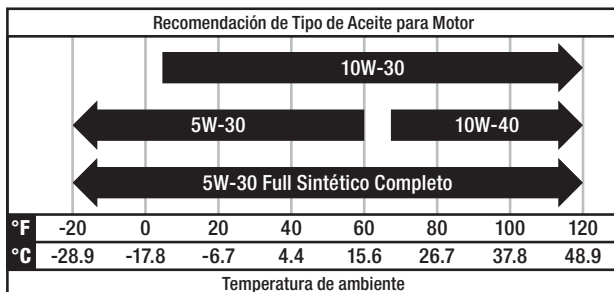 Recomendación de Tipo de Aceite para Motor
10W-30
5W-30 10W-40
5W-30 Full Sintético Completo
°F -20 0 20 40 60 80 100 120
°C -28.9 -17.8 -6.7 4.4 15.6 26.7 37.8 48.9
Temperatura de ambiente